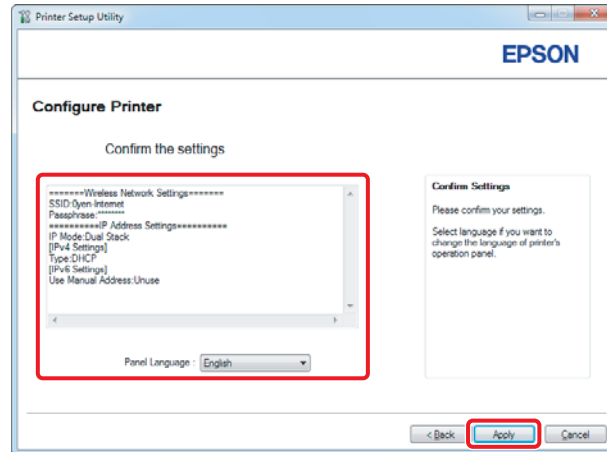 Printer Setup Utility
EPSON
Configure Printer
Confirm the settings
=======Wireless Network Settings=======
SSID:0yen-Internet
Passphrase:********
==========IP Address Settings==========
IP Mode:Dual Stack
[IPv4 Settings]
Type:DHCP
[IPv6 Settings]
Use Manual Address:Unuse
Panel Language : English
Confirm Settings
Please confirm your settings.
Select language if you want to
change the language of printer's
operation panel.
< Back
Apply
Cancel